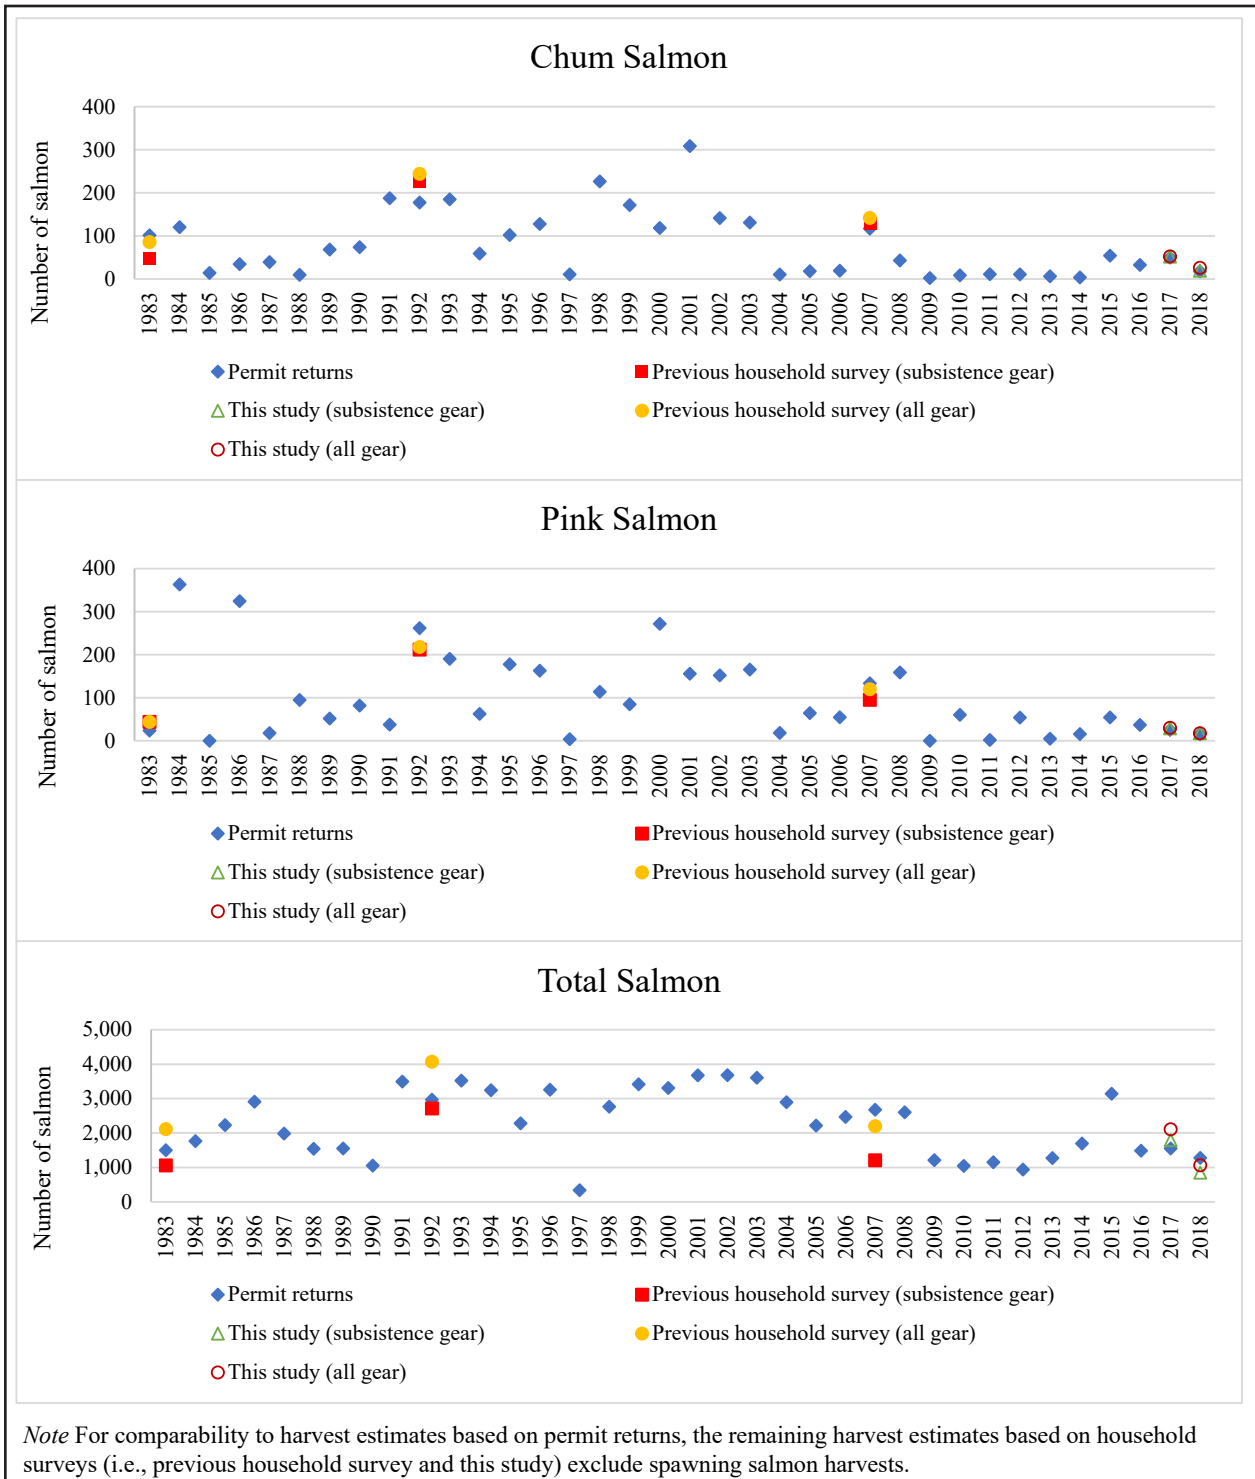 Chum Salmon
Number of salmon
400
300
200
100
0
1983 1984 1985 1986 1987 1988 1989 1990 1991 1992 1993 1994 1995 1996 1997 1998 1999 2000 2001 2002 2003 2004 2005 2006 2007 2008 2009 2010 2011 2012 2013 2014 2015 2016 2017 2018
Permit returns Previous household survey (subsistence gear)
This study (subsistence gear) Previous household survey (all gear)
This study (all gear)
Pink Salmon
Number of salmon
400
300
200
100
0
1983 1984 1985 1986 1987 1988 1989 1990 1991 1992 1993 1994 1995 1996 1997 1998 1999 2000 2001 2002 2003 2004 2005 2006 2007 2008 2009 2010 2011 2012 2013 2014 2015 2016 2017 2018
Permit returns Previous household survey (subsistence gear)
This study (subsistence gear) Previous household survey (all gear)
This study (all gear)
Total Salmon
Number of salmon
5,000
4,000
3,000
2,000
1,000
0
1983 1984 1985 1986 1987 1988 1989 1990 1991 1992 1993 1994 1995 1996 1997 1998 1999 2000 2001 2002 2003 2004 2005 2006 2007 2008 2009 2010 2011 2012 2013 2014 2015 2016 2017 2018
Permit returns Previous household survey (subsistence gear)
This study (subsistence gear) Previous household survey (all gear)
This study (all gear)
Note For comparability to harvest estimates based on permit returns, the remaining harvest estimates based on household
surveys (i.e., previous household survey and this study) exclude spawning salmon harvests.